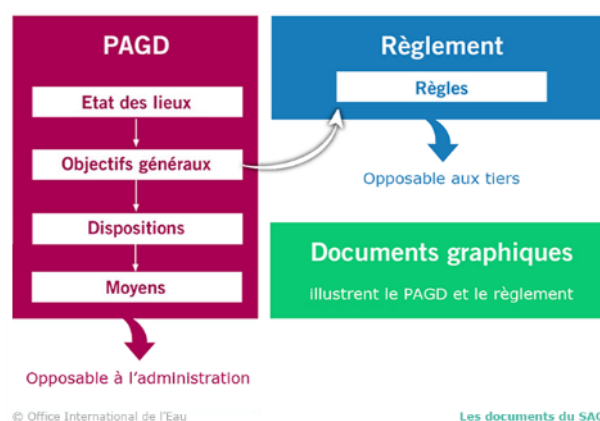 PAGD
Etat des lieux
Objectifs généraux
Dispositions
Moyens
Opposable à l'administration
Règlement
Règles
Opposable aux tiers
Documents graphiques
illustrent le PAGD et le règlement
© Office International de l'Eau
Les documents du SAG